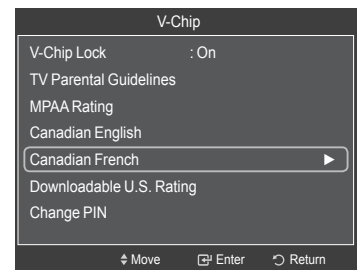 V-Chip
V-Chip Lock : On
TV Parental Guidelines
MPAA Rating
Canadian English
Canadian French ►
Downloadable U.S. Rating
Change PIN
Move Enter Return